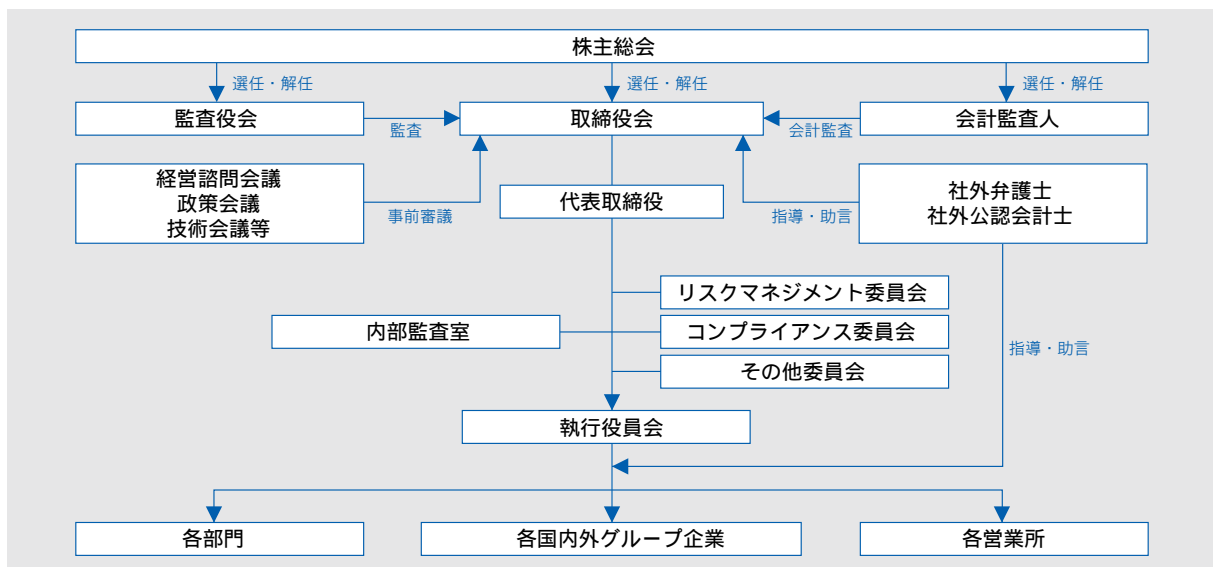 株主総会
選任・解任
選任・解任
選任・解任
監査役会
監査
取締役会
会計監査
会計監査人
経営諮問会議
政策会議
技術会議等
事前審議
代表取締役
指導・助言
社外弁護士
社外公認会計士
リスクマネジメント委員会
内部監査室
コンプライアンス委員会
指導・助言
その他委員会
執行役員会
各部門
各国内外グループ企業
各営業所